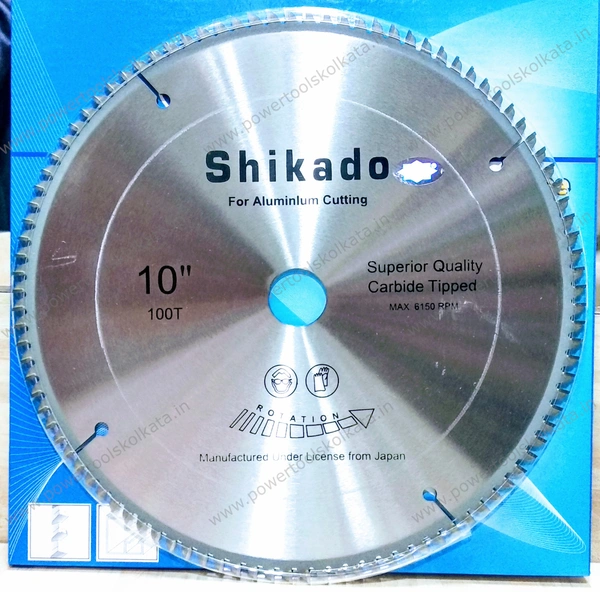 Shikado
For Aluminlum Cutting
10"
100T
Superior Quality
Carbide Tipped
MAX 6150 RPM
ROTATION
Manufactured Under License from Japan
www.powertoolskolkata.in